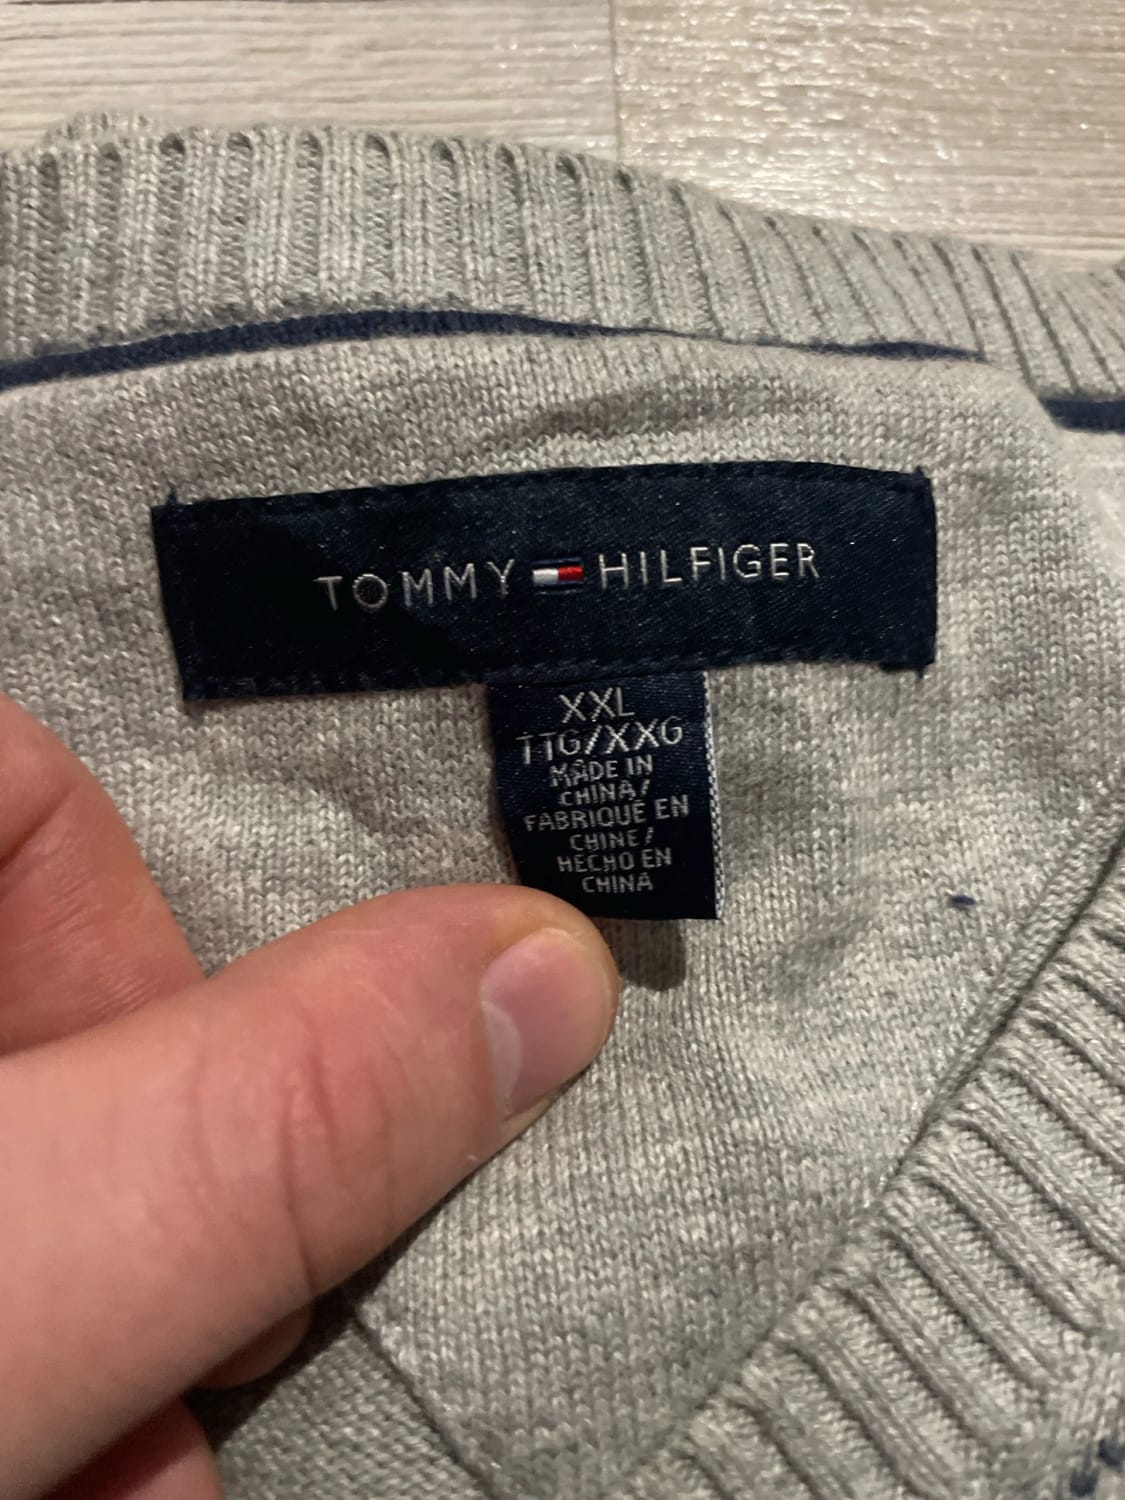 TOMMY HILFIGER
XXL
TTG/XXG
MADE IN
CHINA/
FABRIQUÉ EN
CHINE/
HECHO EN
CHINA